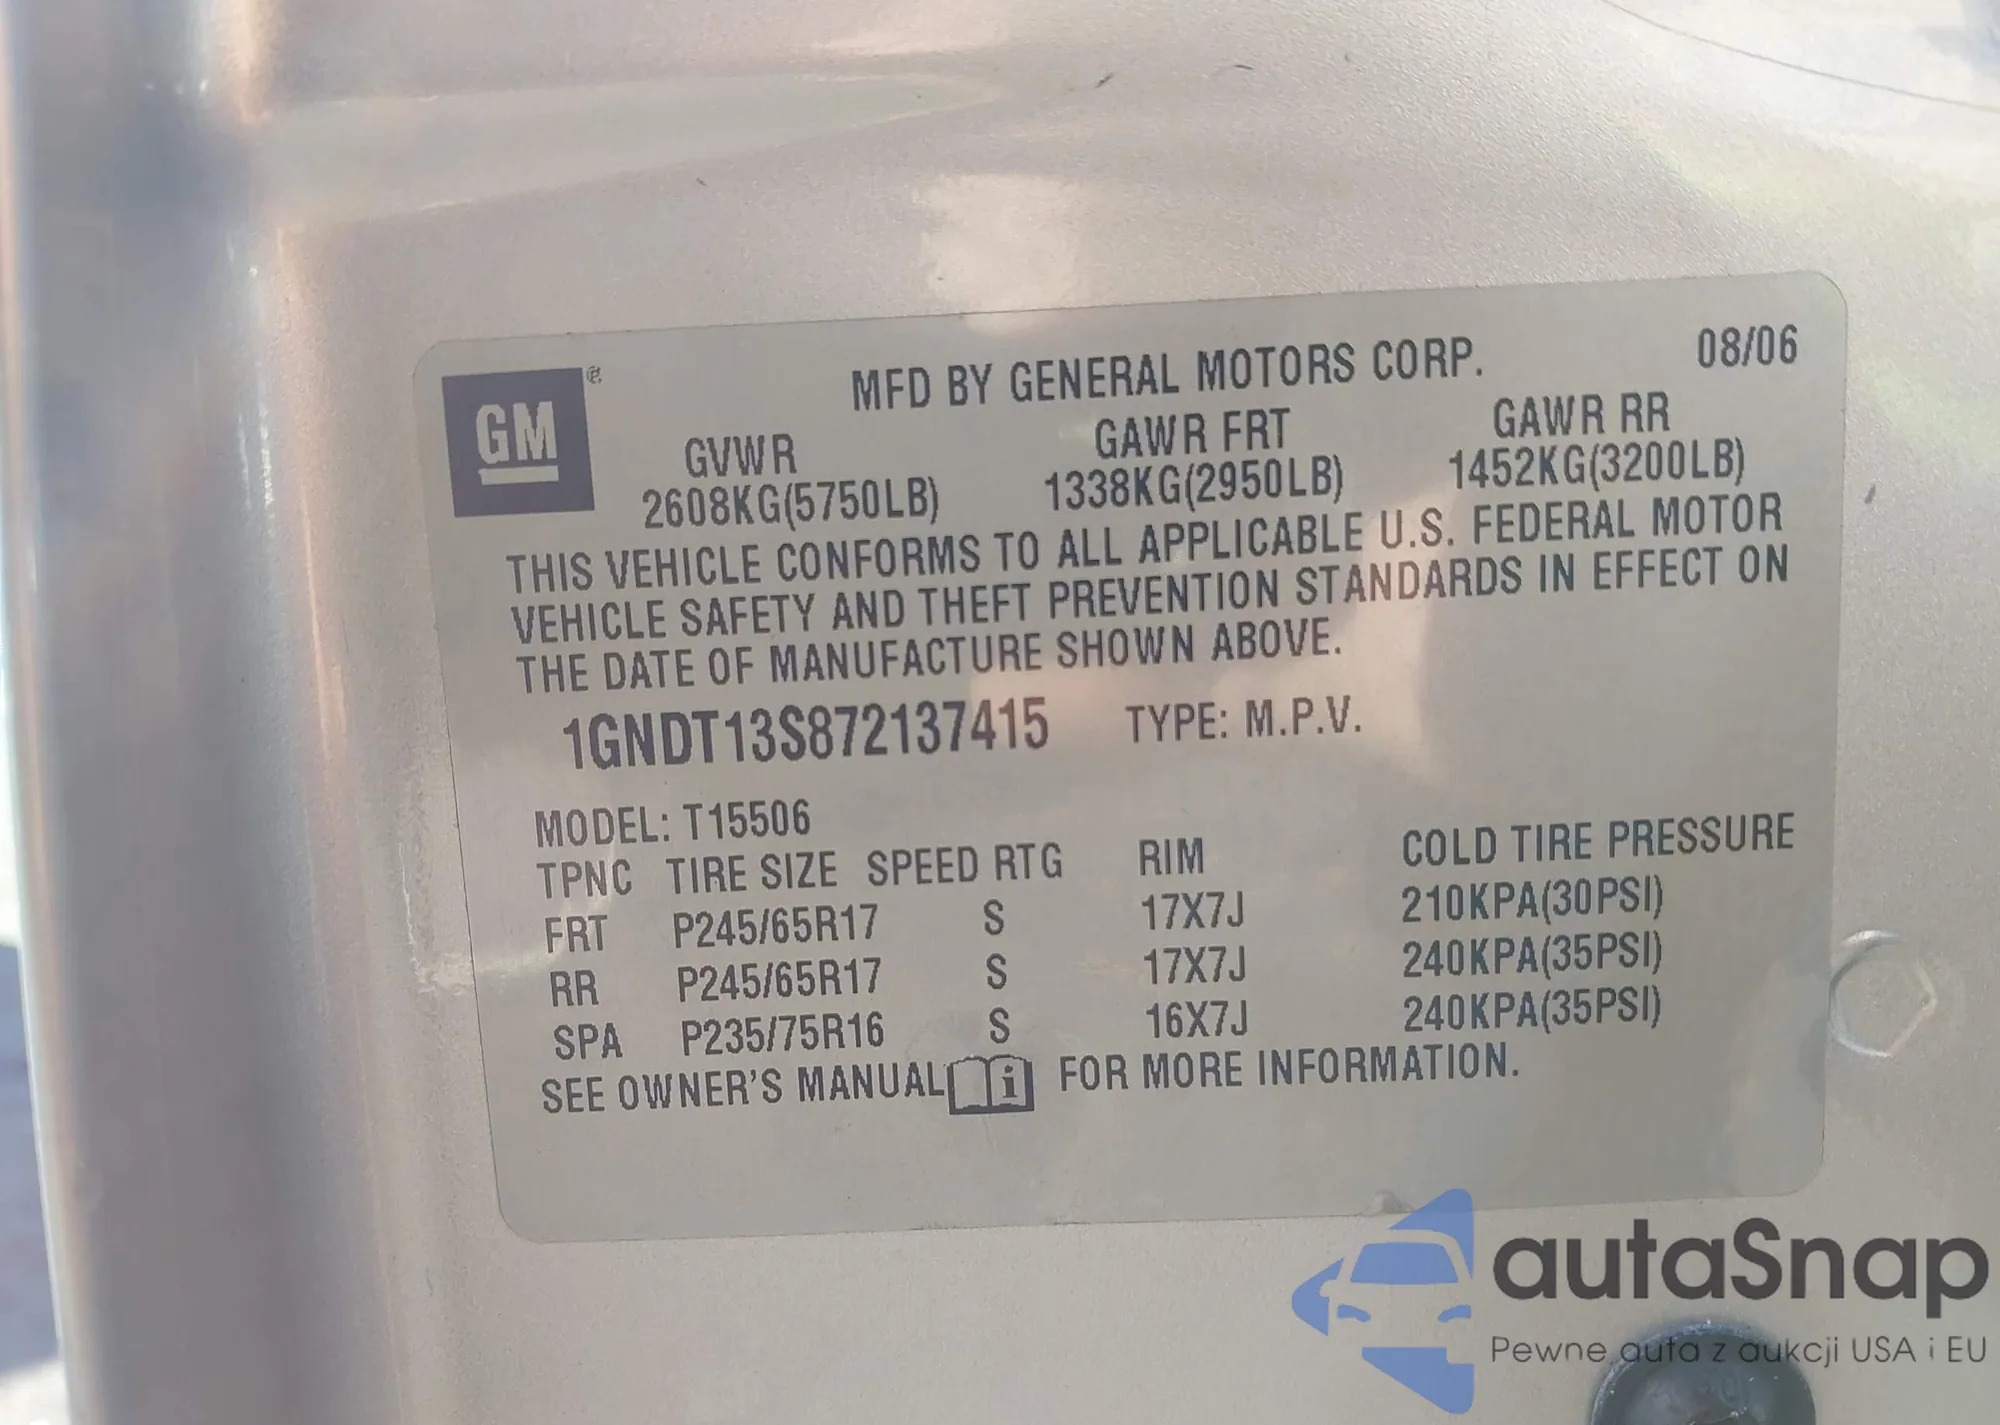 GM ®
MFD BY GENERAL MOTORS CORP. 08/06
GVWR GAWR FRT GAWR RR
2608KG(5750LB) 1338KG(2950LB) 1452KG(3200LB)
THIS VEHICLE CONFORMS TO ALL APPLICABLE U.S. FEDERAL MOTOR
VEHICLE SAFETY AND THEFT PREVENTION STANDARDS IN EFFECT ON
THE DATE OF MANUFACTURE SHOWN ABOVE.
1GNDT13S872137415 TYPE: M.P.V.
MODEL: T15506
TPNC TIRE SIZE SPEED RTG RIM COLD TIRE PRESSURE
FRT P245/65R17 S 17X7J 210KPA(30PSI)
RR P245/65R17 S 17X7J 240KPA(35PSI)
SPA P235/75R16 S 16X7J 240KPA(35PSI)
SEE OWNER'S MANUAL i FOR MORE INFORMATION.
autaSnap
Pewne auta z aukcji USA i EU